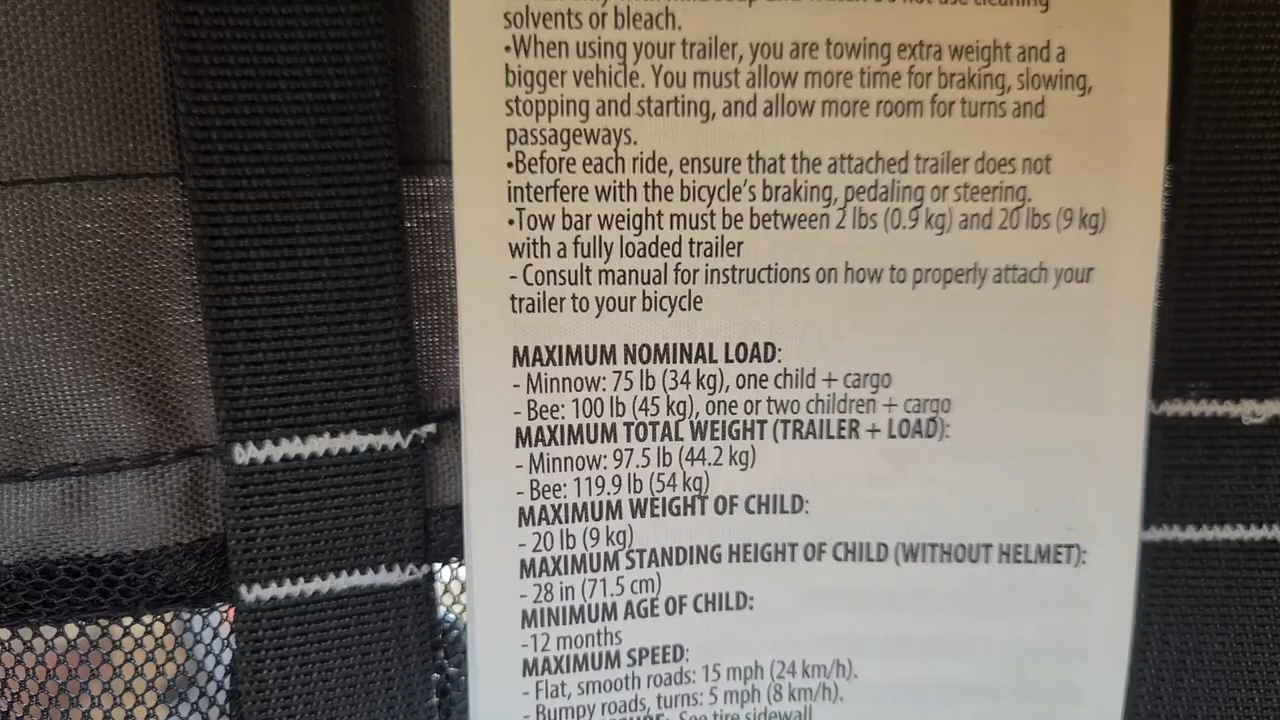 solvents or bleach.
•When using your trailer, you are towing extra weight and a
bigger vehicle. You must allow more time for braking, slowing,
stopping and starting, and allow more room for turns and
passageways.
•Before each ride, ensure that the attached trailer does not
interfere with the bicycle's braking, pedaling or steering.
•Tow bar weight must be between 2 lbs (0.9 kg) and 20 lbs (9 kg)
with a fully loaded trailer
- Consult manual for instructions on how to properly attach your
trailer to your bicycle
MAXIMUM NOMINAL LOAD:
- Minnow: 75 lb (34 kg), one child + cargo
- Bee: 100 lb (45 kg), one or two children + cargo
MAXIMUM TOTAL WEIGHT (TRAILER + LOAD):
- Minnow: 97.5 lb (44.2 kg)
- Bee: 119.9 lb (54 kg)
MAXIMUM WEIGHT OF CHILD:
- 20 lb (9 kg)
MAXIMUM STANDING HEIGHT OF CHILD (WITHOUT HELMET):
- 28 in (71.5 cm)
MINIMUM AGE OF CHILD:
-12 months
MAXIMUM SPEED:
- Flat, smooth roads: 15 mph (24 km/h).
- Bumpy roads, turns: 5 mph (8 km/h).
See tire sidewall